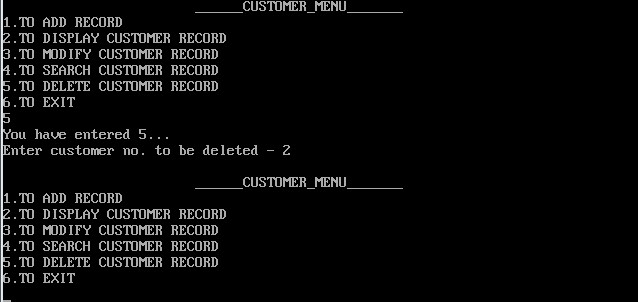 ______CUSTOMER_MENU_______
1.TO ADD RECORD
2.TO DISPLAY CUSTOMER RECORD
3.TO MODIFY CUSTOMER RECORD
4.TO SEARCH CUSTOMER RECORD
5.TO DELETE CUSTOMER RECORD
6.TO EXIT
5
You have entered 5...
Enter customer no. to be deleted - 2
______CUSTOMER_MENU_______
1.TO ADD RECORD
2.TO DISPLAY CUSTOMER RECORD
3.TO MODIFY CUSTOMER RECORD
4.TO SEARCH CUSTOMER RECORD
5.TO DELETE CUSTOMER RECORD
6.TO EXIT